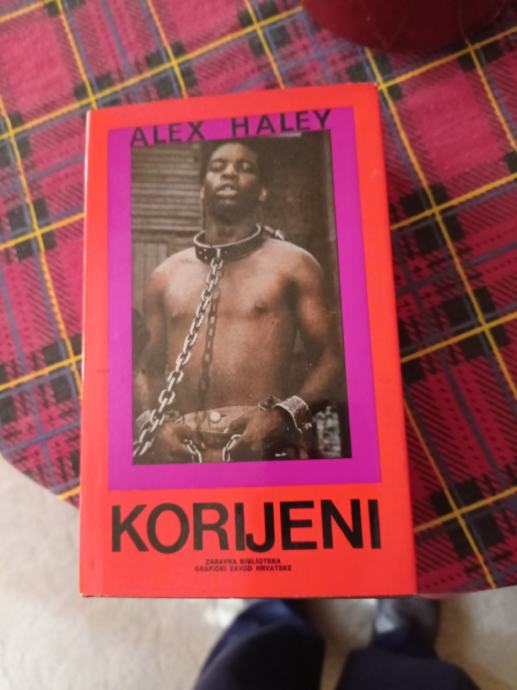 ALEX HALEY
KORIJENI
ZABAVNA BIBLIOTEKA
GRAFIČKI ZAVOD HRVATSKE